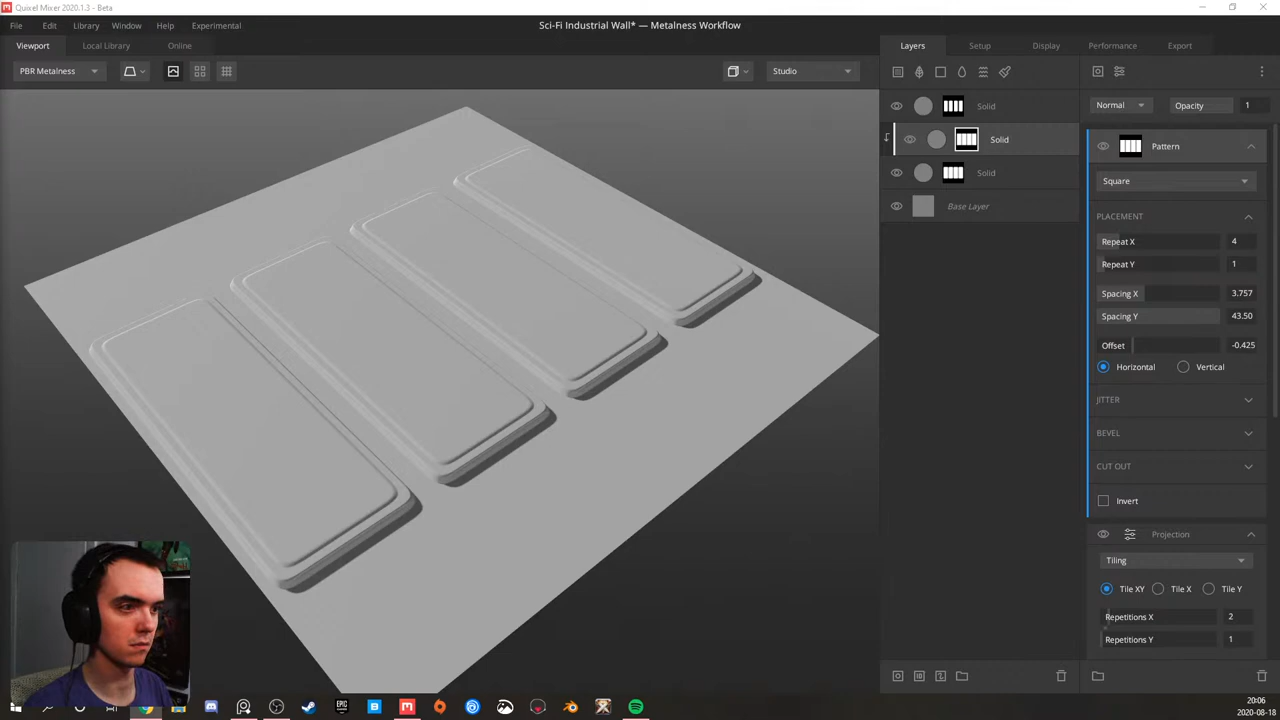 Quixel Mixer 2020.1.3 - Beta
File Edit Library Window Help Experimental
Sci-Fi Industrial Wall* — Metalness Workflow
Viewport Local Library Online
Layers Setup Display Performance Export
PBR Metalness
Studio
Solid
Normal Opacity 1
Solid
Pattern
Solid
Square
Base Layer
PLACEMENT
Repeat X 4
Repeat Y 1
Spacing X 3.757
Spacing Y 43.50
Offset -0.425
Horizontal Vertical
JITTER
BEVEL
CUT OUT
Invert
Projection
Tiling
Tile XY Tile X Tile Y
Repetitions X 2
Repetitions Y 1
EPIC
20:06
2020-08-18